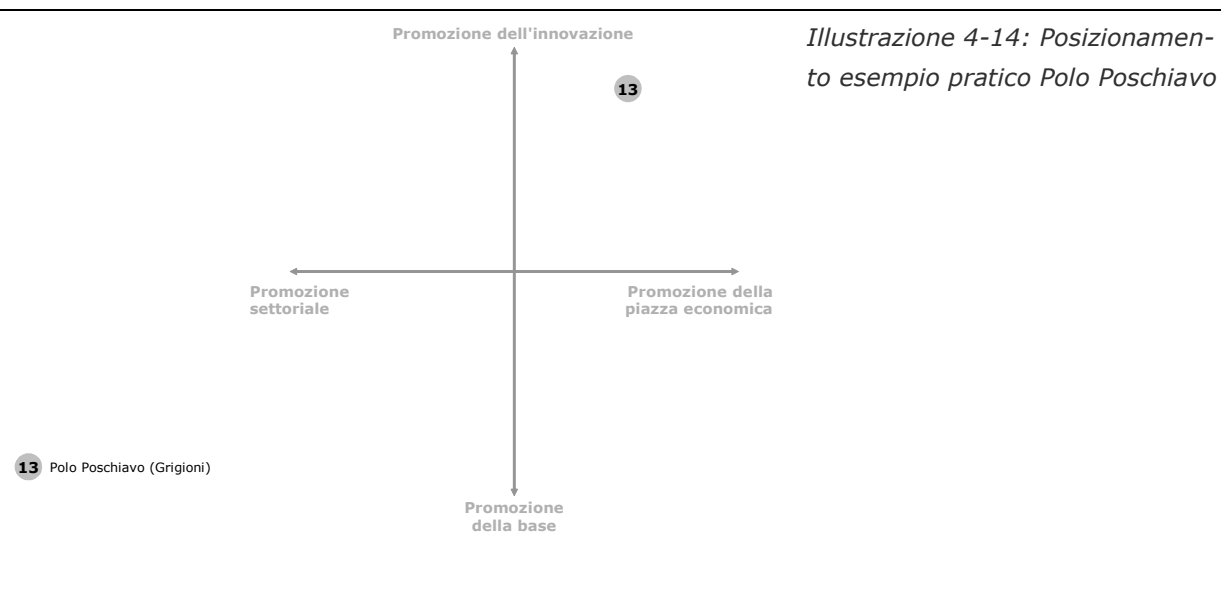 Promozione dell'innovazione
13
Promozione
settoriale
Promozione della
piazza economica
13 Polo Poschiavo (Grigioni)
Promozione
della base
Illustrazione 4-14: Posizionamen-
to esempio pratico Polo Poschiavo